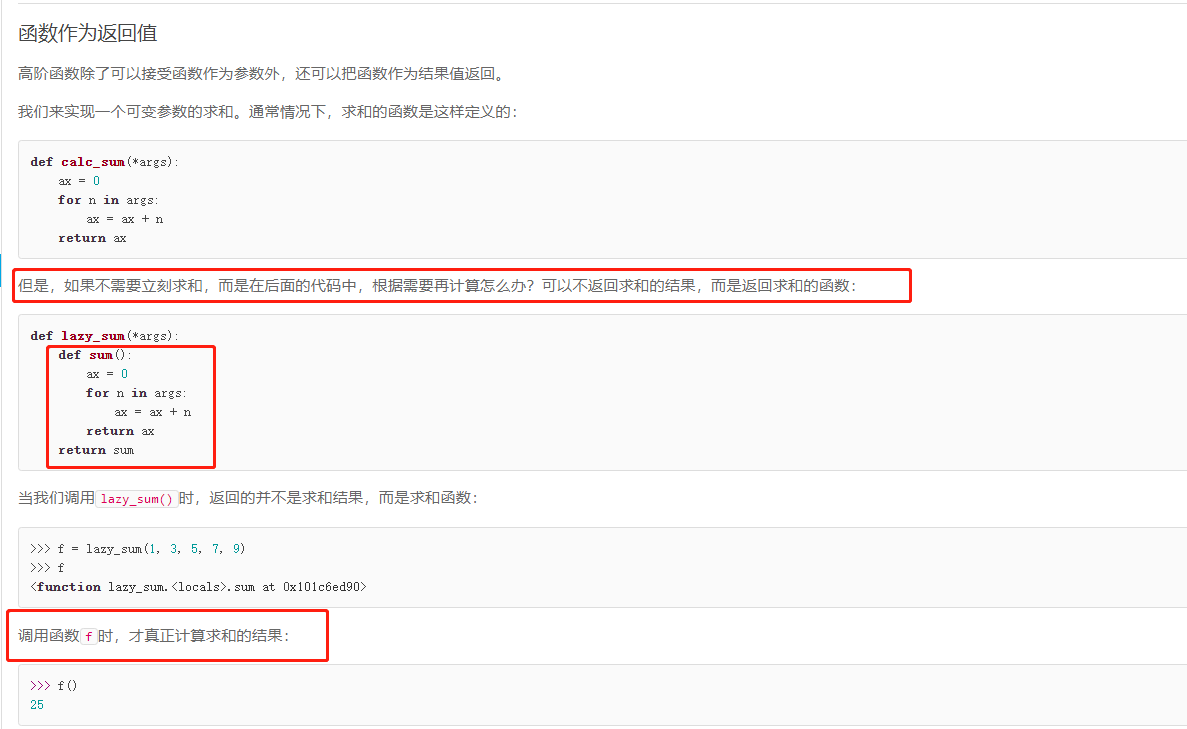 函数作为返回值
高阶函数除了可以接受函数作为参数外，还可以把函数作为结果值返回。
我们来实现一个可变参数的求和。通常情况下，求和的函数是这样定义的：
def calc_sum(*args):
    ax = 0
    for n in args:
        ax = ax + n
    return ax
但是，如果不需要立刻求和，而是在后面的代码中，根据需要再计算怎么办？可以不返回求和的结果，而是返回求和的函数：
def lazy_sum(*args):
    def sum():
        ax = 0
        for n in args:
            ax = ax + n
        return ax
    return sum
当我们调用lazy_sum()时，返回的并不是求和结果，而是求和函数：
>>> f = lazy_sum(1, 3, 5, 7, 9)
>>> f
<function lazy_sum.<locals>.sum at 0x101c6ed90>
调用函数f时，才真正计算求和的结果：
>>> f()
25